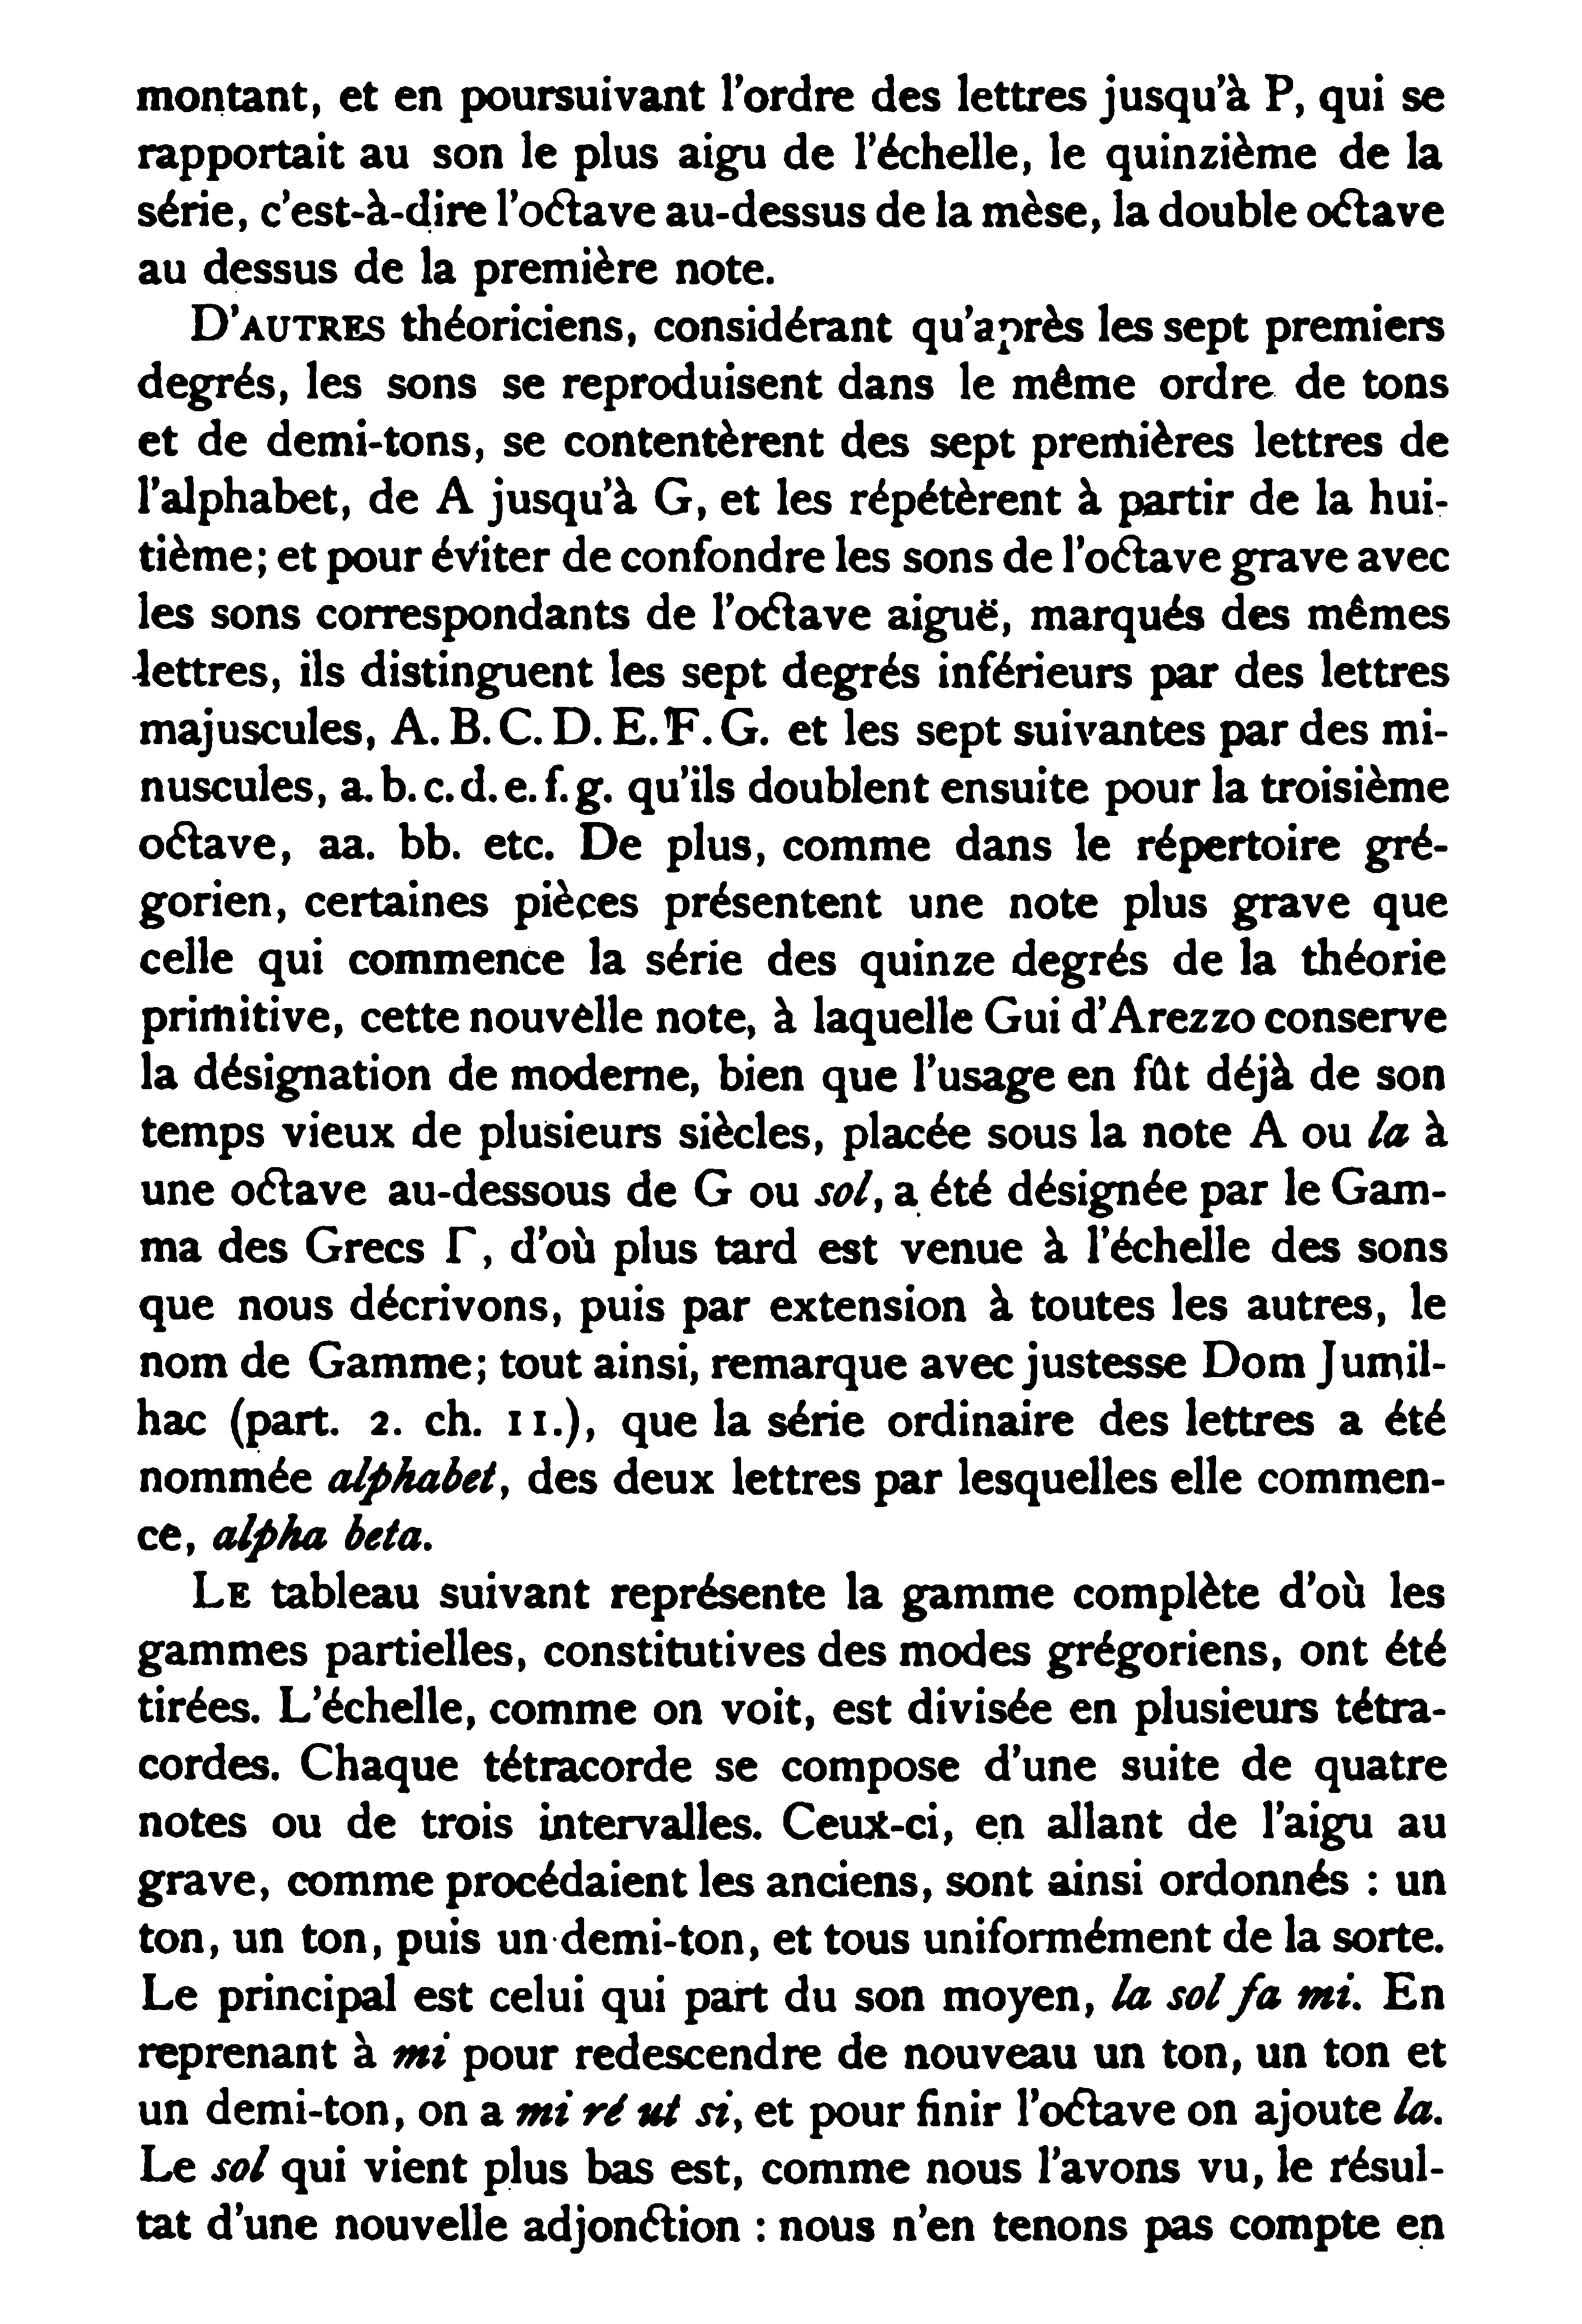 montant, et en poursuivant l'ordre des lettres jusqu'à P, qui se
rapportait au son le plus aigu de l'échelle, le quinzième de la
série, c'est-à-dire l'octave au-dessus de la mèse, la double octave
au dessus de la première note.
D'AUTRES théoriciens, considérant qu'après les sept premiers
degrés, les sons se reproduisent dans le même ordre de tons
et de demi-tons, se contentèrent des sept premières lettres de
l'alphabet, de A jusqu'à G, et les répétèrent à partir de la hui-
tième; et pour éviter de confondre les sons de l'octave grave avec
les sons correspondants de l'octave aiguë, marqués des mêmes
lettres, ils distinguent les sept degrés inférieurs par des lettres
majuscules, A. B. C. D. E. F. G. et les sept suivantes par des mi-
nuscules, a. b. c. d. e. f. g. qu'ils doublent ensuite pour la troisième
octave, aa. bb. etc. De plus, comme dans le répertoire gré-
gorien, certaines pièces présentent une note plus grave que
celle qui commence la série des quinze degrés de la théorie
primitive, cette nouvelle note, à laquelle Gui d'Arezzo conserve
la désignation de moderne, bien que l'usage en fût déjà de son
temps vieux de plusieurs siècles, placée sous la note A ou la à
une octave au-dessous de G ou sol, a été désignée par le Gam-
ma des Grecs Γ, d'où plus tard est venue à l'échelle des sons
que nous décrivons, puis par extension à toutes les autres, le
nom de Gamme; tout ainsi, remarque avec justesse Dom Jumil-
hac (part. 2. ch. 11.), que la série ordinaire des lettres a été
nommée alphabet, des deux lettres par lesquelles elle commen-
ce, alpha beta.
LE tableau suivant représente la gamme complète d'où les
gammes partielles, constitutives des modes grégoriens, ont été
tirées. L'échelle, comme on voit, est divisée en plusieurs tétra-
cordes. Chaque tétracorde se compose d'une suite de quatre
notes ou de trois intervalles. Ceux-ci, en allant de l'aigu au
grave, comme procédaient les anciens, sont ainsi ordonnés : un
ton, un ton, puis un demi-ton, et tous uniformément de la sorte.
Le principal est celui qui part du son moyen, la sol fa mi. En
reprenant à mi pour redescendre de nouveau un ton, un ton et
un demi-ton, on a mi ré ut si, et pour finir l'octave on ajoute la.
Le sol qui vient plus bas est, comme nous l'avons vu, le résul-
tat d'une nouvelle adjonction : nous n'en tenons pas compte en